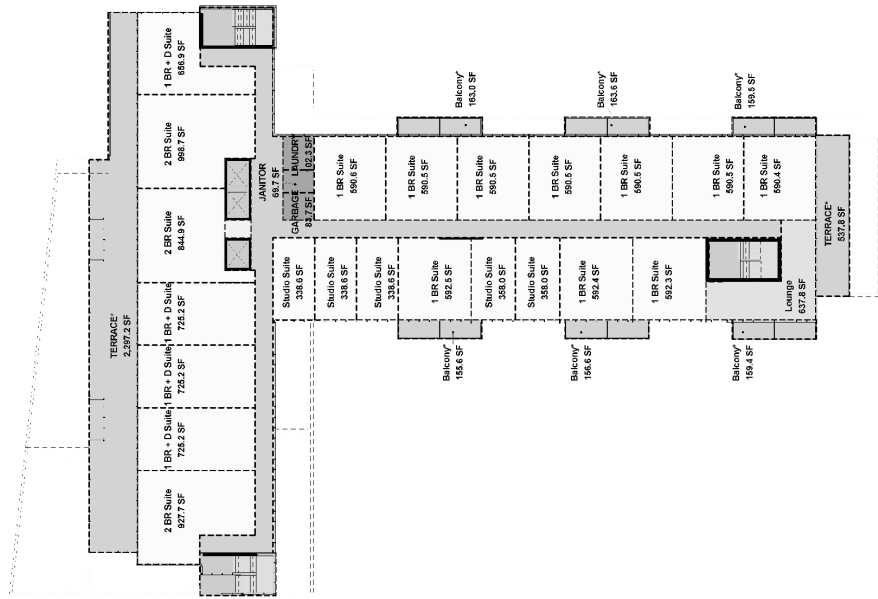 1 BR + D Suite
656.9 SF
2 BR Suite
998.7 SF
2 BR Suite
844.9 SF
1 BR + D Suite
725.2 SF
1 BR + D Suite
725.2 SF
1 BR + D Suite
725.2 SF
2 BR Suite
927.7 SF
TERRACE*
2,297.2 SF
JANITOR
69.7 SF
LAUNDRY
102.3 SF
GARBAGE
83.7 SF
1 BR Suite
590.6 SF
1 BR Suite
590.5 SF
1 BR Suite
590.5 SF
1 BR Suite
590.5 SF
1 BR Suite
590.5 SF
1 BR Suite
590.5 SF
1 BR Suite
590.4 SF
Balcony*
163.0 SF
Balcony*
163.6 SF
Balcony*
159.5 SF
TERRACE*
537.8 SF
Studio Suite
338.6 SF
Studio Suite
338.6 SF
Studio Suite
338.6 SF
1 BR Suite
592.5 SF
Studio Suite
358.0 SF
Studio Suite
358.0 SF
1 BR Suite
592.4 SF
1 BR Suite
592.3 SF
Lounge
637.8 SF
Balcony*
155.6 SF
Balcony*
156.6 SF
Balcony*
159.4 SF